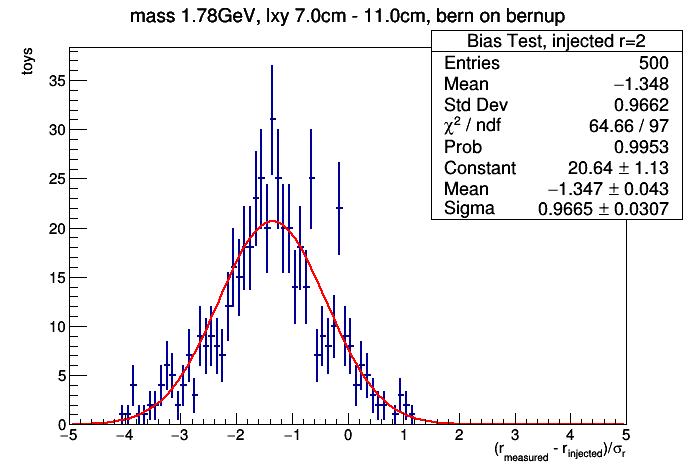 mass 1.78GeV, lxy 7.0cm - 11.0cm, bern on bernup
Bias Test, injected r=2
Entries 500
Mean −1.348
Std Dev 0.9662
χ² / ndf 64.66 / 97
Prob 0.9953
Constant 20.64 ± 1.13
Mean −1.347 ± 0.043
Sigma 0.9665 ± 0.0307
toys
35
30
25
20
15
10
5
0
−5 −4 −3 −2 −1 0 1 2 3 4 5
(r_measured - r_injected)/σ_r